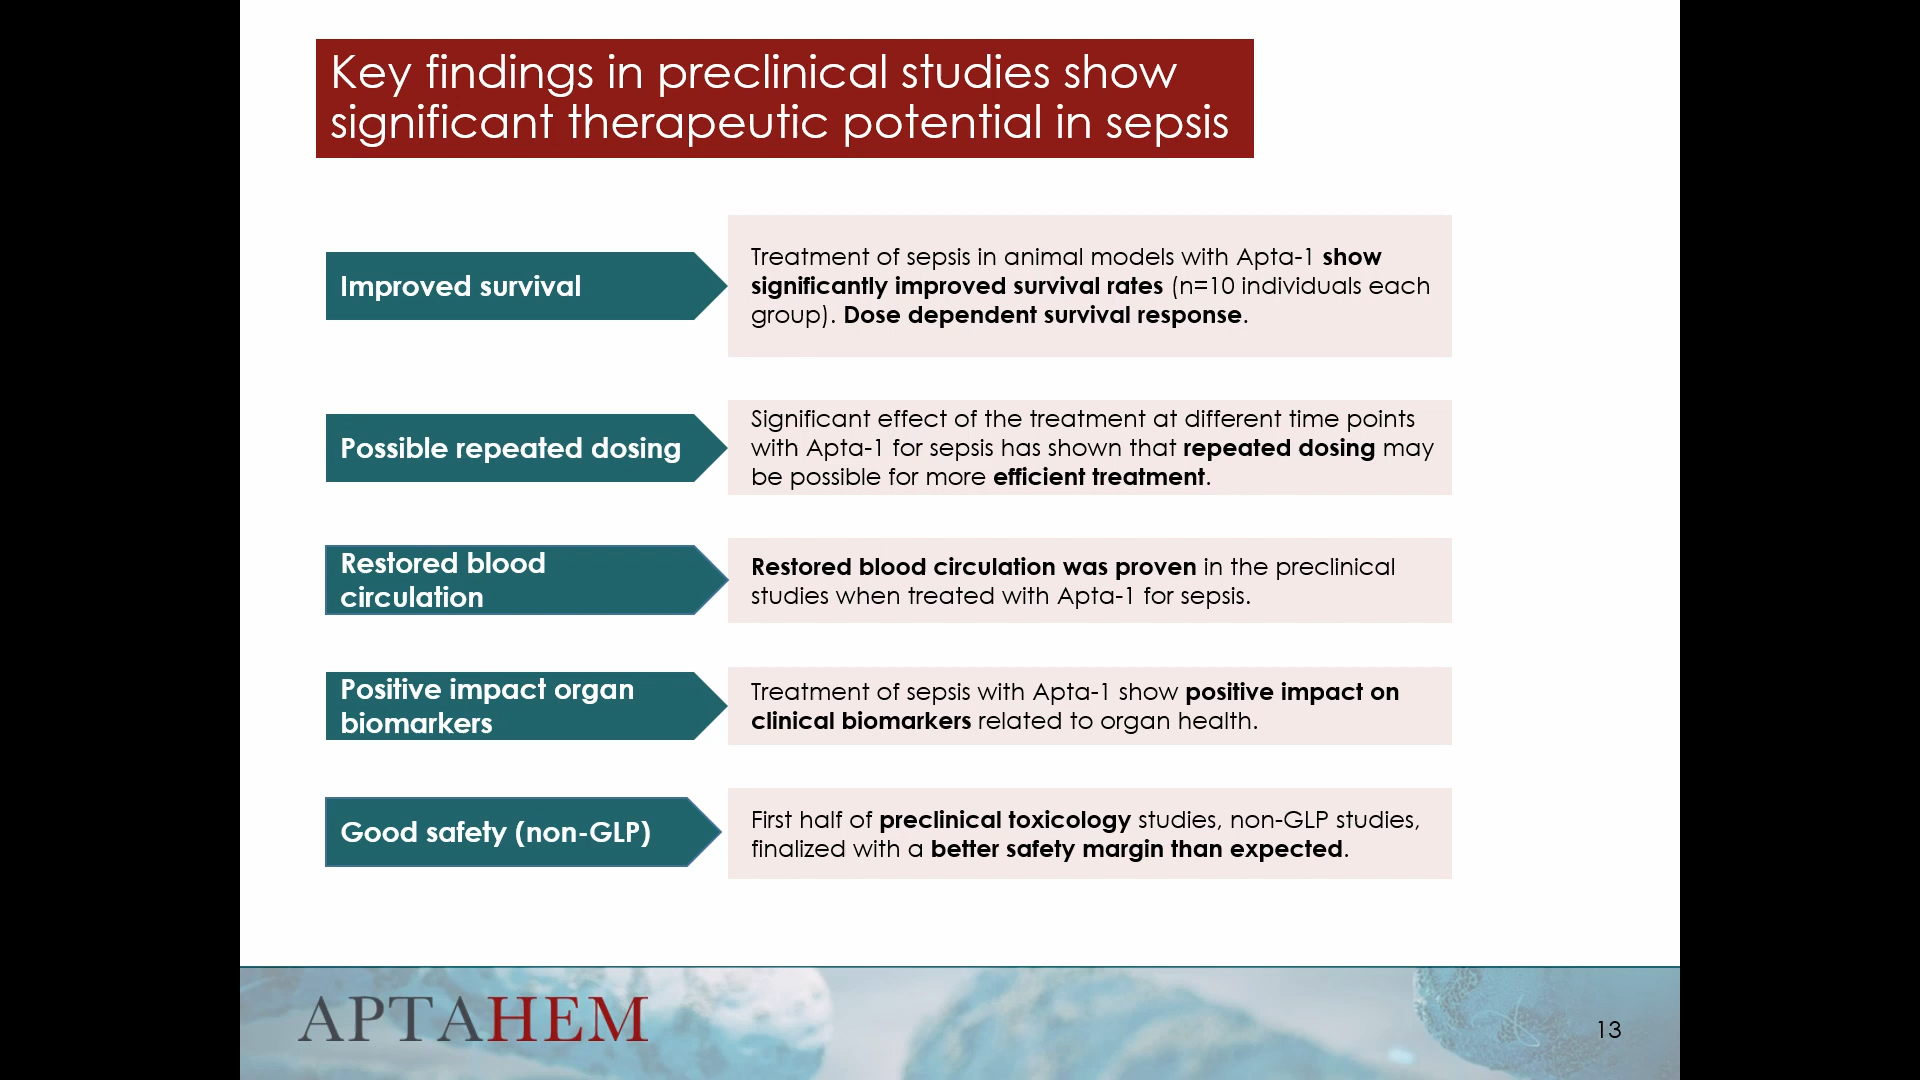 Key findings in preclinical studies show
significant therapeutic potential in sepsis
Improved survival
Treatment of sepsis in animal models with Apta-1 show
significantly improved survival rates (n=10 individuals each
group). Dose dependent survival response.
Possible repeated dosing
Significant effect of the treatment at different time points
with Apta-1 for sepsis has shown that repeated dosing may
be possible for more efficient treatment.
Restored blood
circulation
Restored blood circulation was proven in the preclinical
studies when treated with Apta-1 for sepsis.
Positive impact organ
biomarkers
Treatment of sepsis with Apta-1 show positive impact on
clinical biomarkers related to organ health.
Good safety (non-GLP)
First half of preclinical toxicology studies, non-GLP studies,
finalized with a better safety margin than expected.
APTAHEM
13